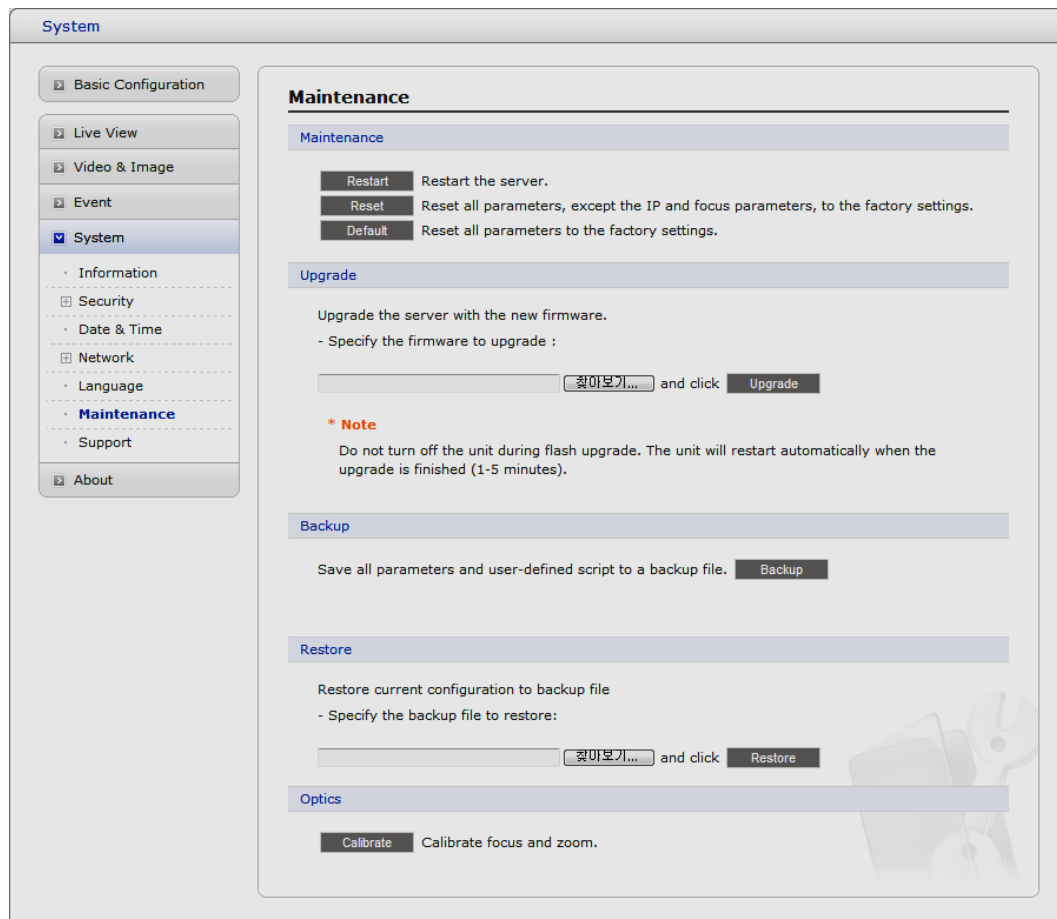 System
Basic Configuration
Live View
Video & Image
Event
System
· Information
Security
· Date & Time
Network
· Language
· Maintenance
· Support
About
Maintenance
Maintenance
Restart Restart the server.
Reset Reset all parameters, except the IP and focus parameters, to the factory settings.
Default Reset all parameters to the factory settings.
Upgrade
Upgrade the server with the new firmware.
- Specify the firmware to upgrade :
찾아보기... and click Upgrade
* Note
Do not turn off the unit during flash upgrade. The unit will restart automatically when the
upgrade is finished (1-5 minutes).
Backup
Save all parameters and user-defined script to a backup file. Backup
Restore
Restore current configuration to backup file
- Specify the backup file to restore:
찾아보기... and click Restore
Optics
Calibrate Calibrate focus and zoom.